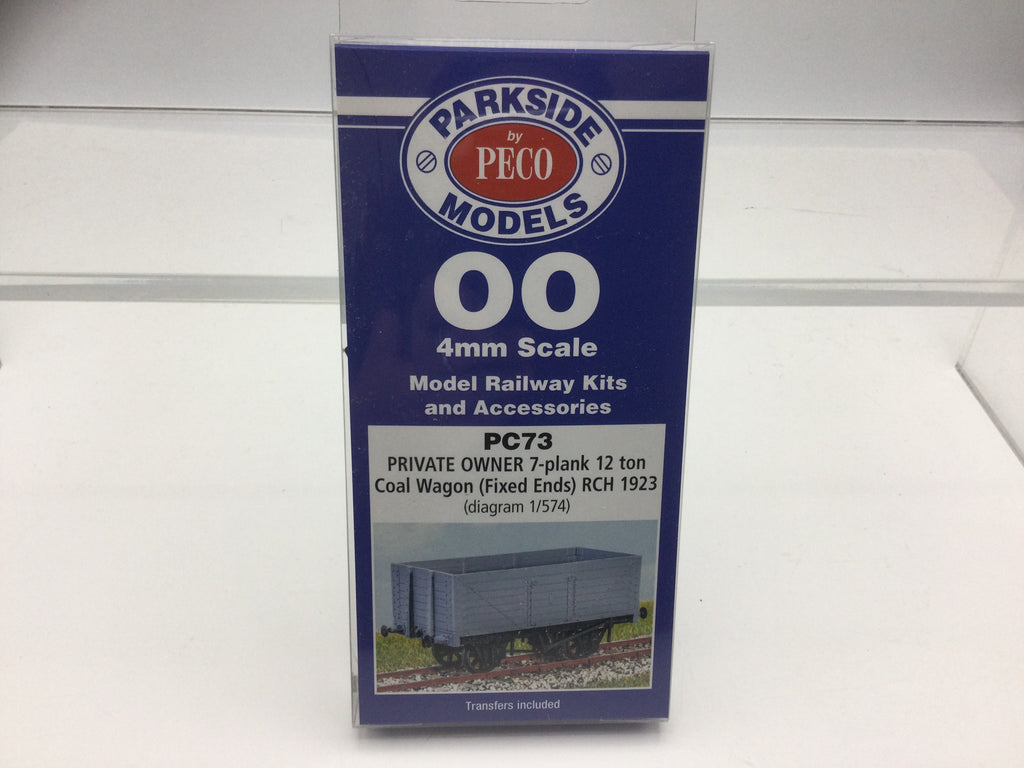 PARKSIDE
by
PECO
MODELS
OO
4mm Scale
Model Railway Kits
and Accessories
PC73
PRIVATE OWNER 7-plank 12 ton
Coal Wagon (Fixed Ends) RCH 1923
(diagram 1/574)
Transfers included